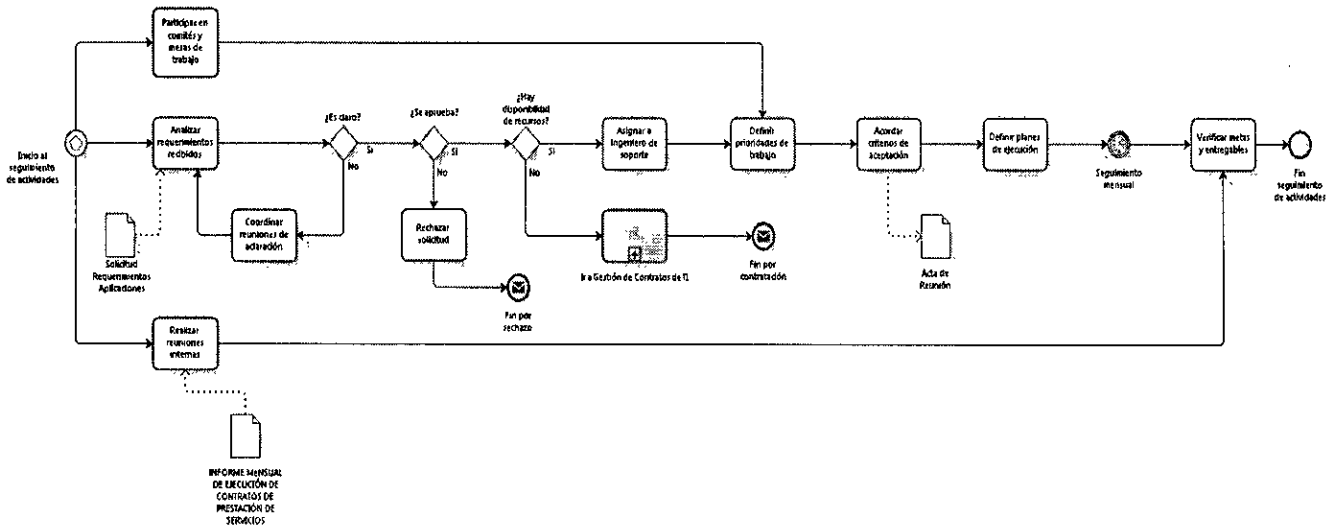 Participar en
comités y
mesas de
trabajo
Inicio al
seguimiento
de actividades
Analizar
requerimientos
recibidos
¿Es claro?
Si
No
¿Se aprueba?
Si
No
¿Hay
disponibilidad
de recursos?
Si
No
Asignar a
ingeniero de
soporte
Definir
prioridades de
trabajo
Acordar
criterios de
aceptación
Definir planes
de ejecución
Seguimiento
mensual
Verificar metas
y entregables
Fin
seguimiento
de actividades
Coordinar
reuniones de
aclaración
Rechazar
solicitud
Solicitud
Requerimientos
Aplicaciones
Ir a Gestión de Contratos de TI
Fin por
contratación
Acta de
Reunión
Fin por
rechazo
Realizar
reuniones
internas
INFORME MENSUAL
DE EJECUCIÓN DE
CONTRATOS DE
PRESTACIÓN DE
SERVICIOS